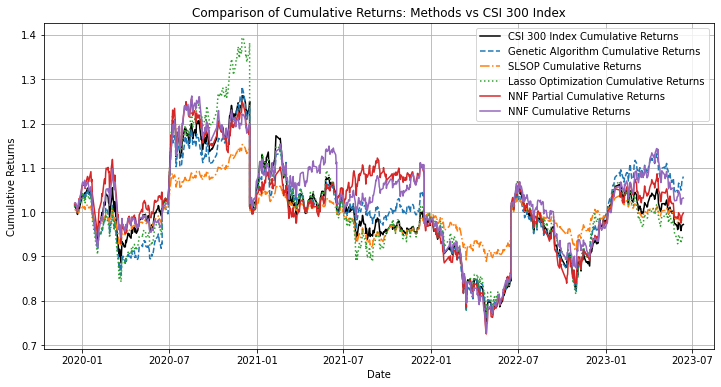 Comparison of Cumulative Returns: Methods vs CSI 300 Index
CSI 300 Index Cumulative Returns
Genetic Algorithm Cumulative Returns
SLSOP Cumulative Returns
Lasso Optimization Cumulative Returns
NNF Partial Cumulative Returns
NNF Cumulative Returns
Cumulative Returns
1.4
1.3
1.2
1.1
1.0
0.9
0.8
0.7
2020-01
2020-07
2021-01
2021-07
2022-01
2022-07
2023-01
2023-07
Date